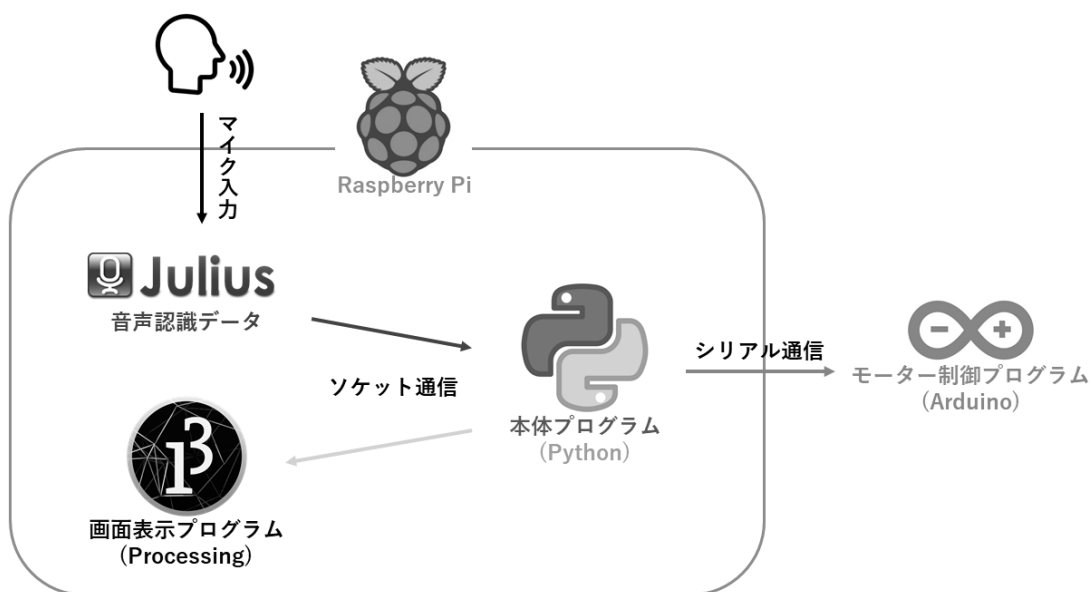 マイク入力
Raspberry Pi
Julius
音声認識データ
ソケット通信
シリアル通信
本体プログラム
(Python)
モーター制御プログラム
(Arduino)
3
1
画面表示プログラム
(Processing)